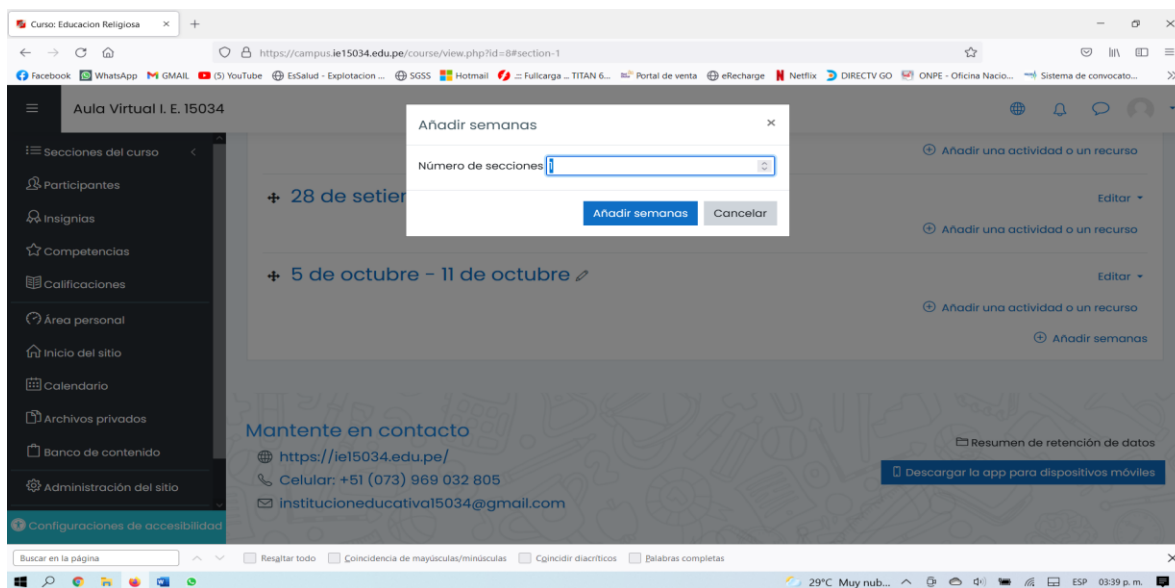 Curso: Educacion Religiosa
https://campus.ie15034.edu.pe/course/view.php?id=8#section-1
Facebook WhatsApp GMAIL (5) YouTube EsSalud - Explotacion ... SGSS Hotmail .:: Fullcarga ... TITAN 6... Portal de venta eRecharge Netflix DIRECTV GO ONPE - Oficina Nacio... Sistema de convocato...
Aula Virtual I. E. 15034
Añadir semanas
Número de secciones 1
Añadir semanas Cancelar
Secciones del curso
Participantes
Insignias
Competencias
Calificaciones
Área personal
Inicio del sitio
Calendario
Archivos privados
Banco de contenido
Administración del sitio
Configuraciones de accesibilidad
Añadir una actividad o un recurso
28 de setier
Editar
Añadir una actividad o un recurso
5 de octubre - 11 de octubre
Editar
Añadir una actividad o un recurso
Añadir semanas
Mantente en contacto
https://ie15034.edu.pe/
Celular: +51 (073) 969 032 805
institucioneducativa15034@gmail.com
Resumen de retención de datos
Descargar la app para dispositivos móviles
Buscar en la página Resaltar todo Coincidencia de mayúsculas/minúsculas Coincidir diacríticos Palabras completas
29°C Muy nub... ESP 03:39 p. m.